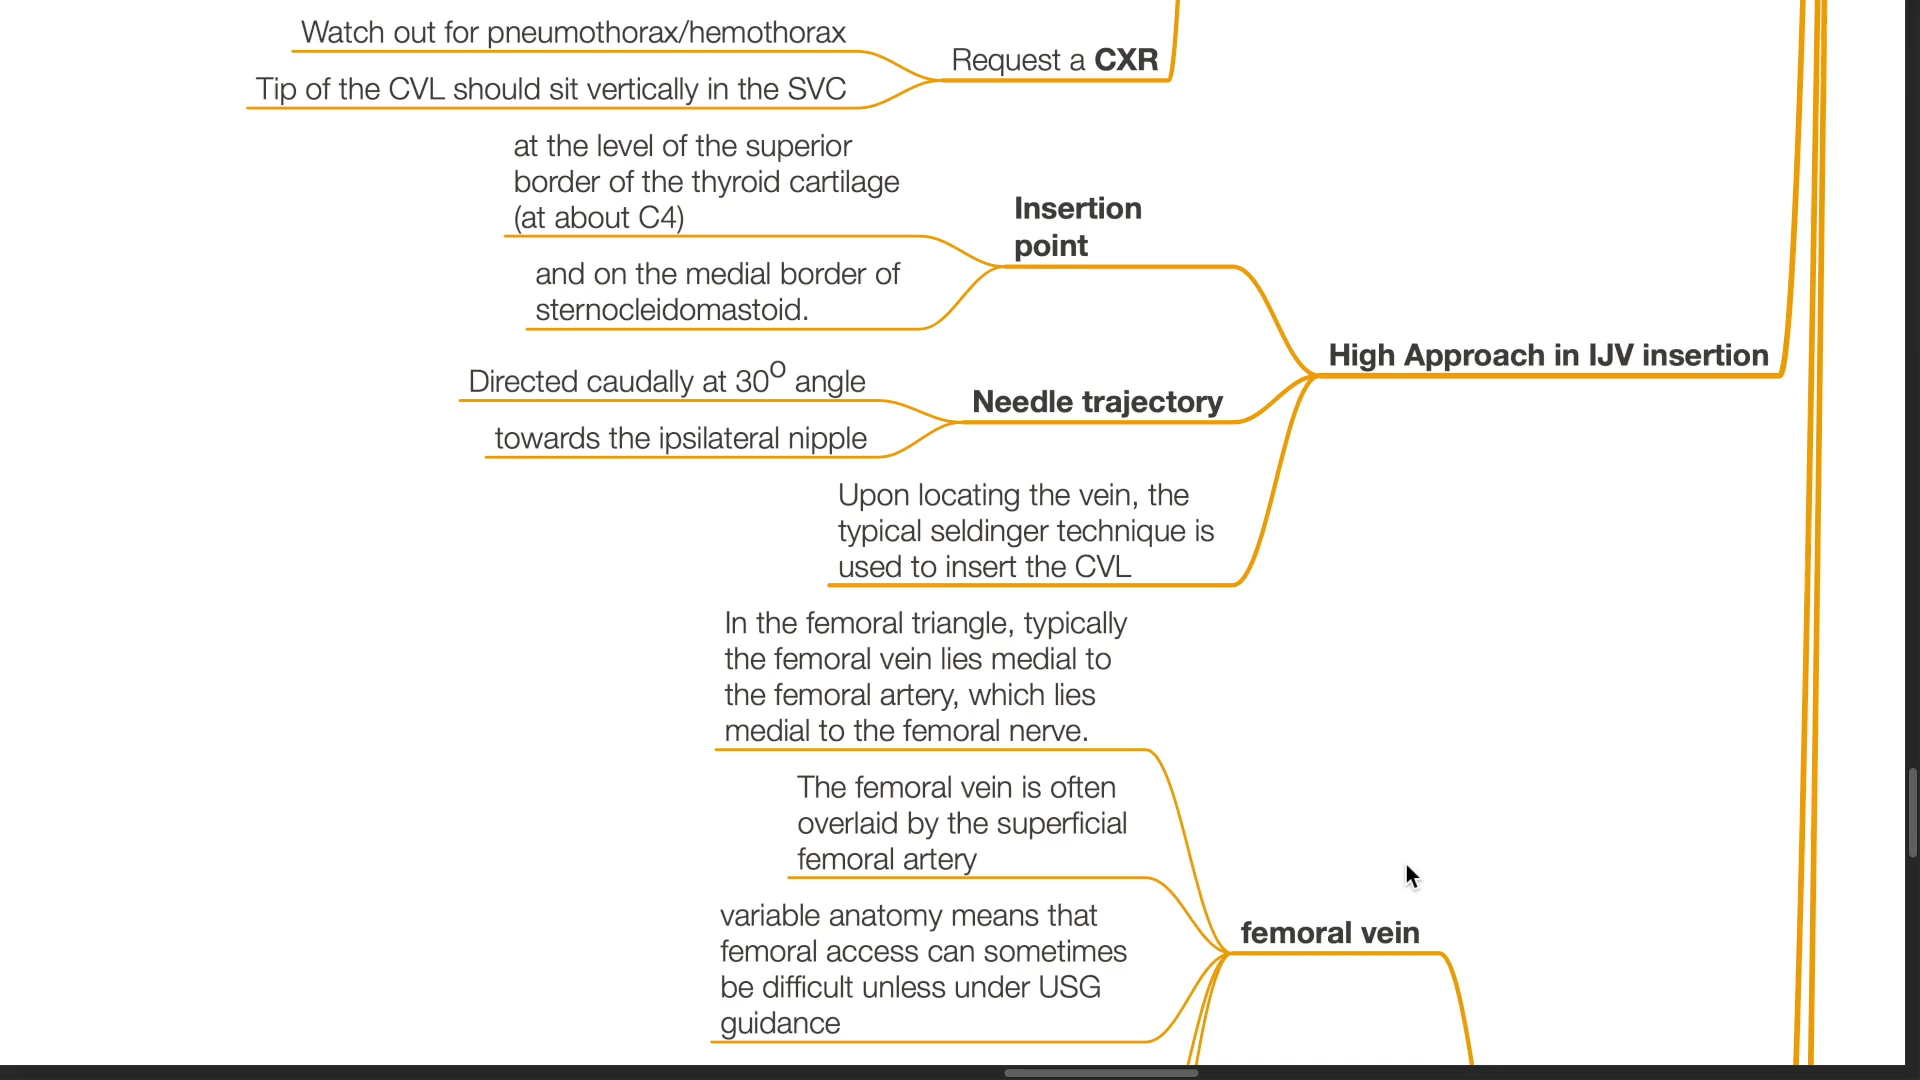 Watch out for pneumothorax/hemothorax
Tip of the CVL should sit vertically in the SVC
Request a CXR
at the level of the superior
border of the thyroid cartilage
(at about C4)
and on the medial border of
sternocleidomastoid.
Insertion
point
Directed caudally at 30° angle
towards the ipsilateral nipple
Needle trajectory
Upon locating the vein, the
typical seldinger technique is
used to insert the CVL
High Approach in IJV insertion
In the femoral triangle, typically
the femoral vein lies medial to
the femoral artery, which lies
medial to the femoral nerve.
The femoral vein is often
overlaid by the superficial
femoral artery
variable anatomy means that
femoral access can sometimes
be difficult unless under USG
guidance
femoral vein